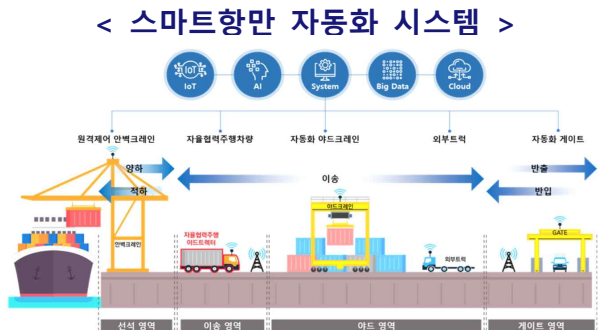 < 스마트항만 자동화 시스템 >
IoT
IoT
AI
System
Big Data
Cloud
원격제어 안벽크레인
자율협력주행차량
자동화 야드크레인
외부트럭
자동화 게이트
양하
이송
반출
적하
반입
야드크레인
자율협력주행
야드트랙터
안벽크레인
외부트럭
GATE
선석 영역
이송 영역
야드 영역
게이트 영역